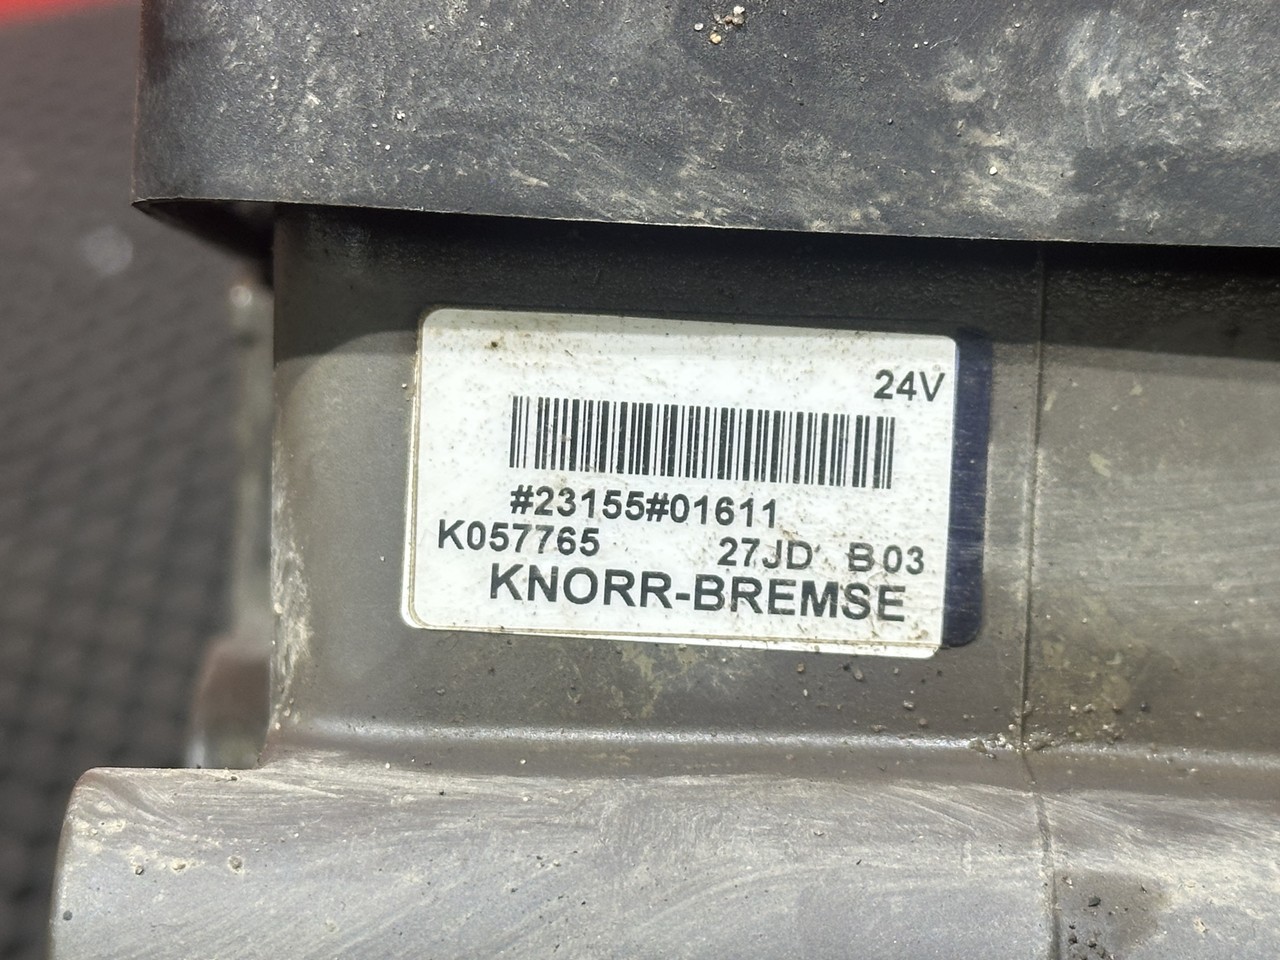 24V
#23155#01611
K057765 27JD B03
KNORR-BREMSE